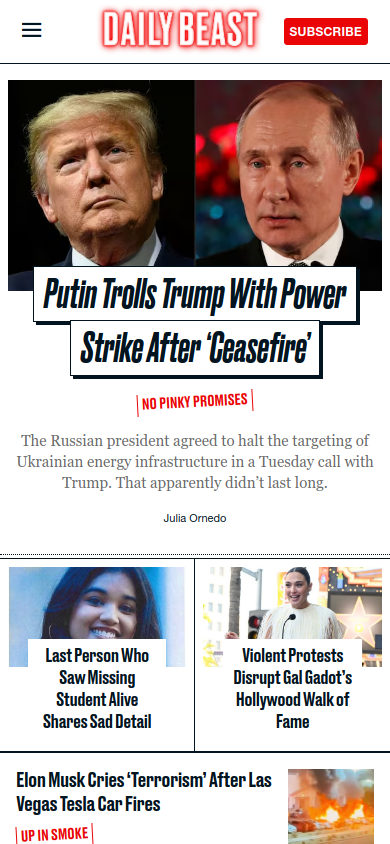 DAILY BEAST
SUBSCRIBE
Putin Trolls Trump With Power
Strike After ‘Ceasefire’
NO PINKY PROMISES
The Russian president agreed to halt the targeting of
Ukrainian energy infrastructure in a Tuesday call with
Trump. That apparently didn’t last long.
Julia Ornedo
Last Person Who
Saw Missing
Student Alive
Shares Sad Detail
Violent Protests
Disrupt Gal Gadot’s
Hollywood Walk of
Fame
Elon Musk Cries ‘Terrorism’ After Las
Vegas Tesla Car Fires
UP IN SMOKE